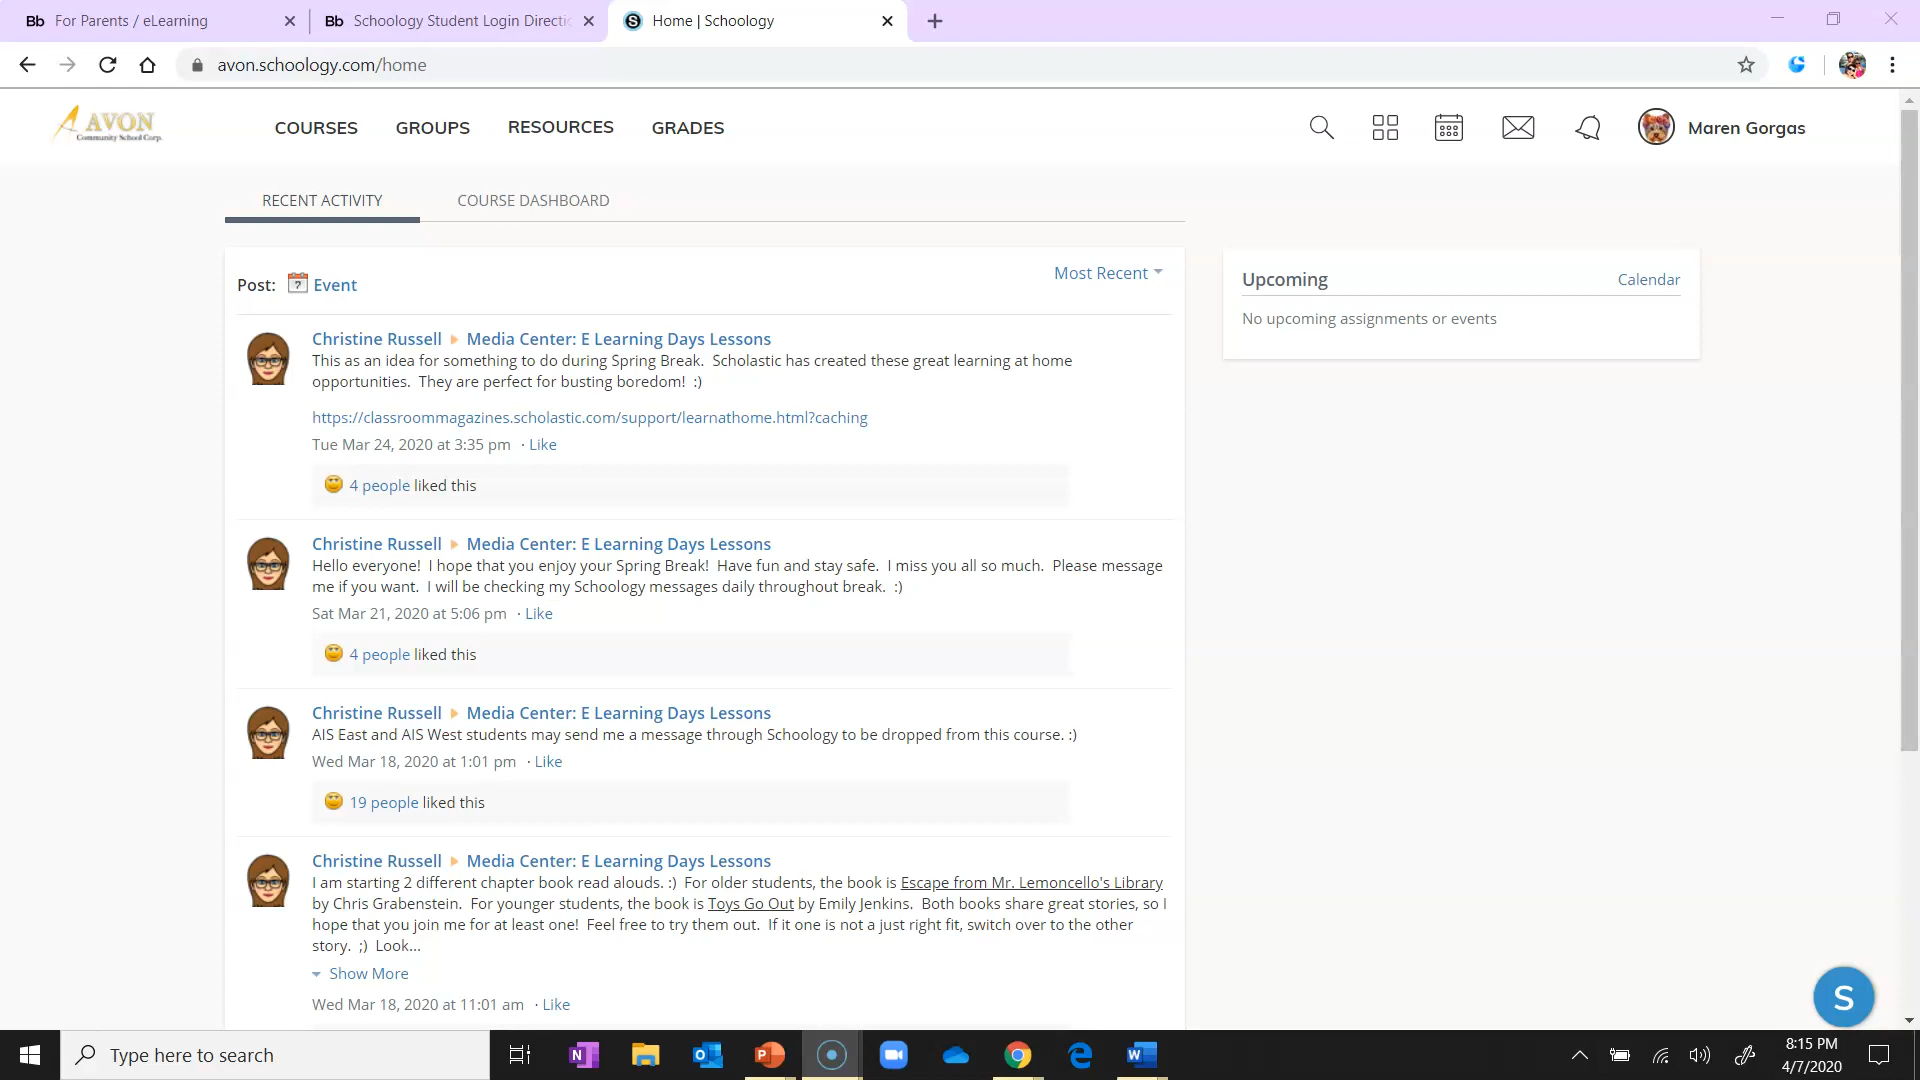 Bb For Parents / eLearning
Bb Schoology Student Login Directi
S Home | Schoology
avon.schoology.com/home
AVON
Community School Corp.
COURSES GROUPS RESOURCES GRADES
Maren Gorgas
RECENT ACTIVITY COURSE DASHBOARD
Post: ? Event
Most Recent
Christine Russell Media Center: E Learning Days Lessons
This as an idea for something to do during Spring Break. Scholastic has created these great learning at home
opportunities. They are perfect for busting boredom! :)
https://classroommagazines.scholastic.com/support/learnathome.html?caching
Tue Mar 24, 2020 at 3:35 pm · Like
4 people liked this
Christine Russell Media Center: E Learning Days Lessons
Hello everyone! I hope that you enjoy your Spring Break! Have fun and stay safe. I miss you all so much. Please message
me if you want. I will be checking my Schoology messages daily throughout break. :)
Sat Mar 21, 2020 at 5:06 pm · Like
4 people liked this
Christine Russell Media Center: E Learning Days Lessons
AIS East and AIS West students may send me a message through Schoology to be dropped from this course. :)
Wed Mar 18, 2020 at 1:01 pm · Like
19 people liked this
Christine Russell Media Center: E Learning Days Lessons
I am starting 2 different chapter book read alouds. :) For older students, the book is Escape from Mr. Lemoncello's Library
by Chris Grabenstein. For younger students, the book is Toys Go Out by Emily Jenkins. Both books share great stories, so I
hope that you join me for at least one! Feel free to try them out. If it one is not a just right fit, switch over to the other
story. ;) Look...
Show More
Wed Mar 18, 2020 at 11:01 am · Like
Upcoming
Calendar
No upcoming assignments or events
S
Type here to search
N
O
P
W
8:15 PM
4/7/2020